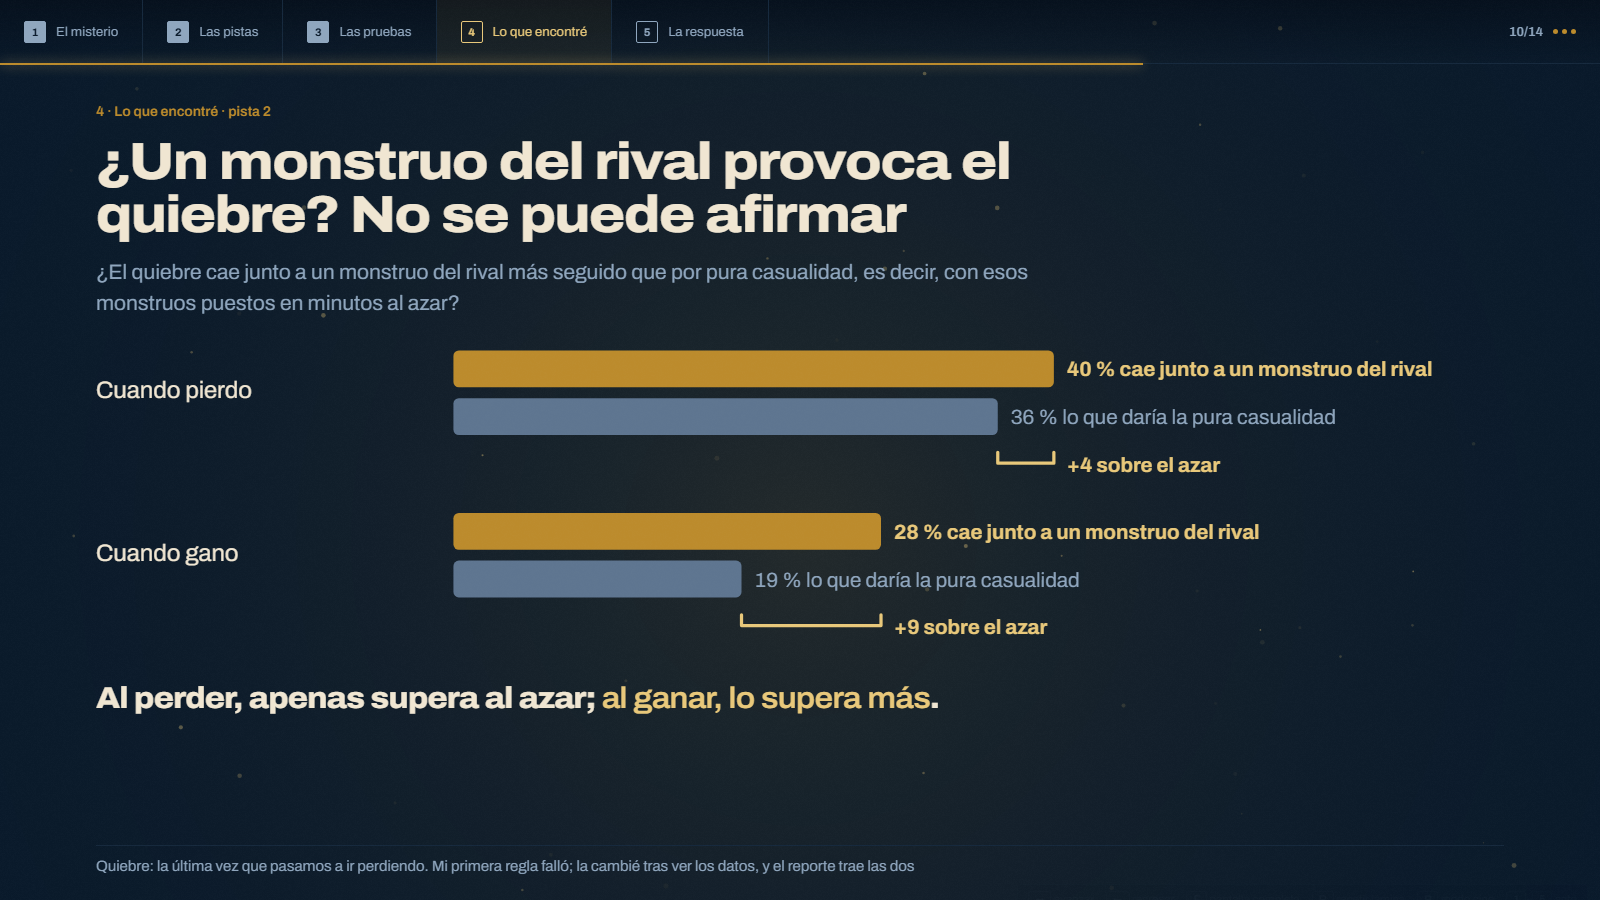 1 El misterio
2 Las pistas
3 Las pruebas
4 Lo que encontré
5 La respuesta
10/14
4 · Lo que encontré · pista 2
¿Un monstruo del rival provoca el
quiebre? No se puede afirmar
¿El quiebre cae junto a un monstruo del rival más seguido que por pura casualidad, es decir, con esos
monstruos puestos en minutos al azar?
Cuando pierdo
40 % cae junto a un monstruo del rival
36 % lo que daría la pura casualidad
+4 sobre el azar
Cuando gano
28 % cae junto a un monstruo del rival
19 % lo que daría la pura casualidad
+9 sobre el azar
Al perder, apenas supera al azar; al ganar, lo supera más.
Quiebre: la última vez que pasamos a ir perdiendo. Mi primera regla falló; la cambié tras ver los datos, y el reporte trae las dos